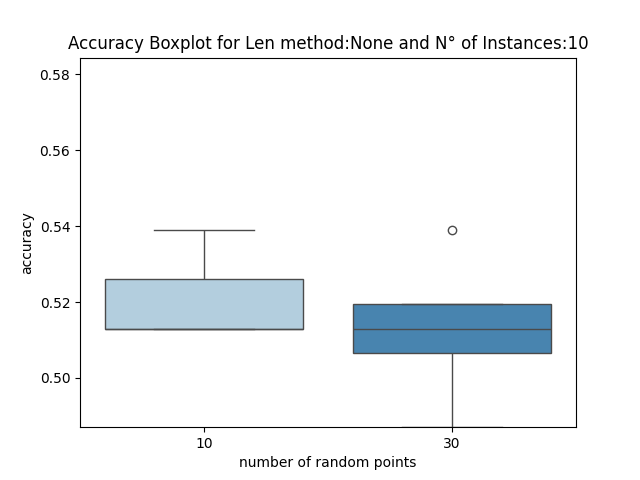 Accuracy Boxplot for Len method:None and N° of Instances:10
0.58
0.56
0.54
0.52
0.50
accuracy
10
30
number of random points